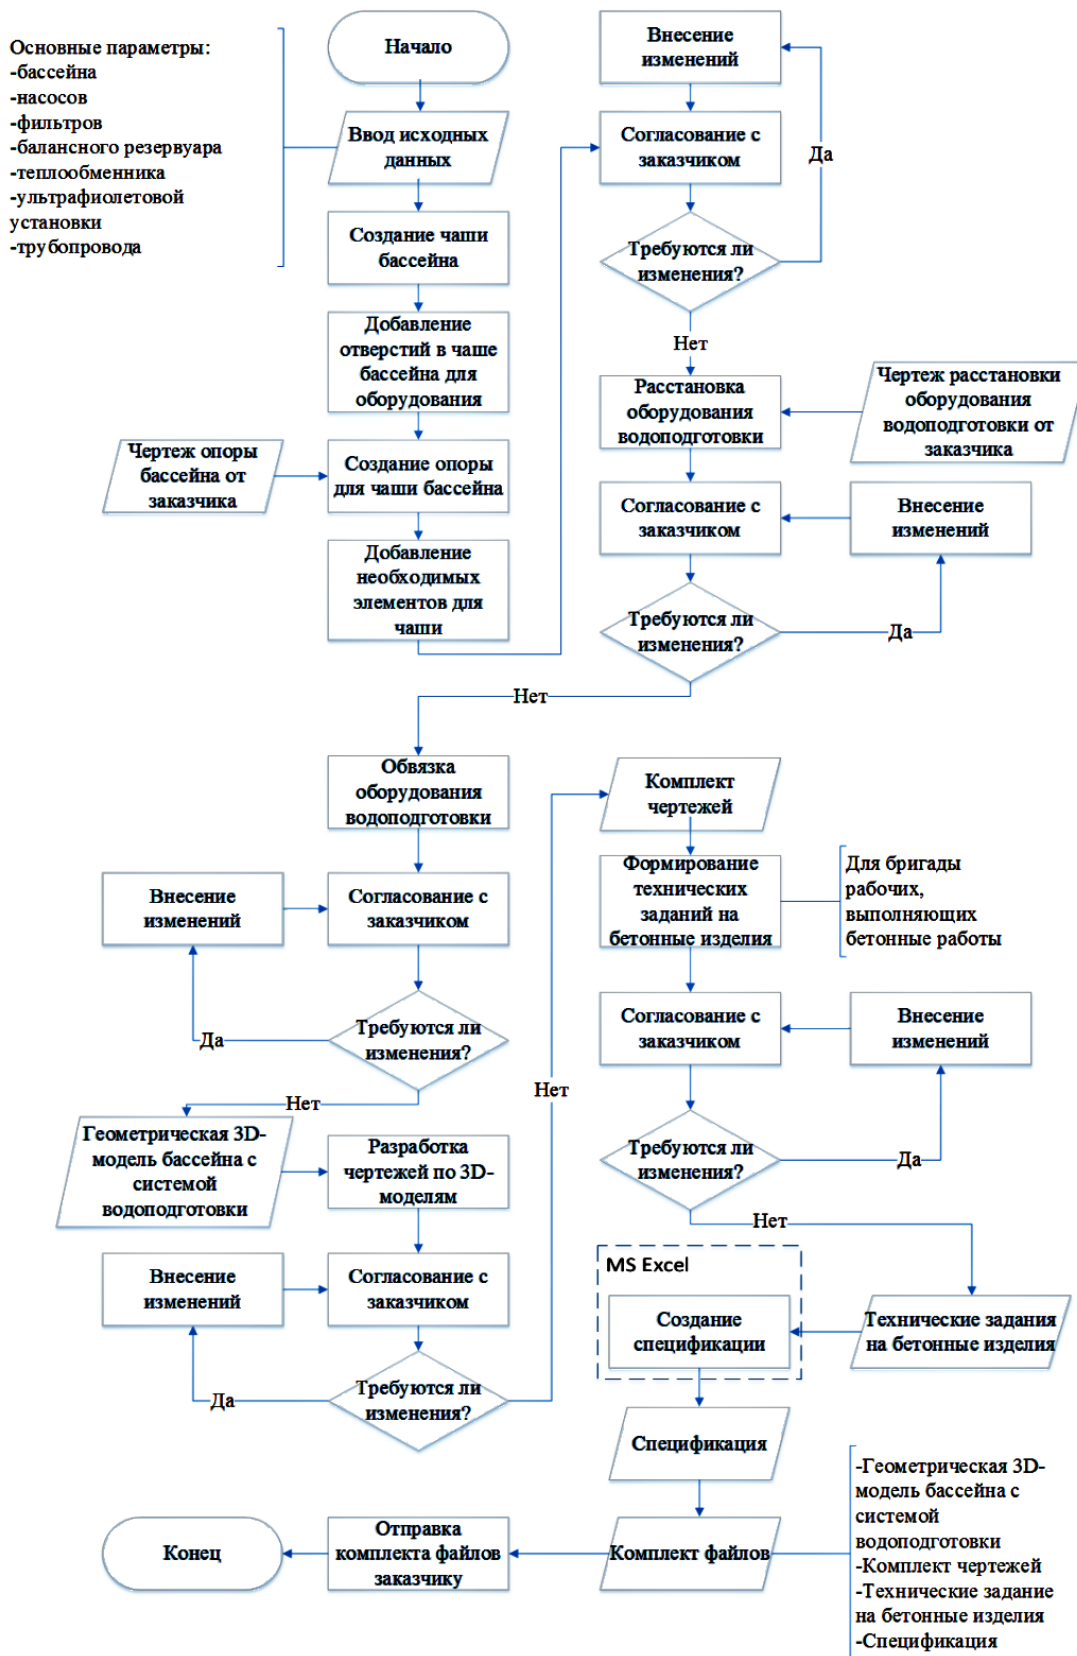 Начало
Основные параметры:
-бассейна
-насосов
-фильтров
-балансного резервуара
-теплообменника
-ультрафиолетовой
установки
-трубопровода
Ввод исходных
данных
Создание чаши
бассейна
Добавление
отверстий в чаше
бассейна для
оборудования
Чертеж опоры
бассейна от
заказчика
Создание опоры
для чаши бассейна
Добавление
необходимых
элементов для
чаши
Внесение
изменений
Согласование с
заказчиком
Да
Требуются ли
изменения?
Нет
Расстановка
оборудования
водоподготовки
Чертеж расстановки
оборудования
водоподготовки от
заказчика
Согласование с
заказчиком
Внесение
изменений
Требуются ли
изменения?
Да
Нет
Обвязка
оборудования
водоподготовки
Внесение
изменений
Согласование с
заказчиком
Да
Требуются ли
изменения?
Нет
Геометрическая 3D-
модель бассейна с
системой
водоподготовки
Разработка
чертежей по 3D-
моделям
Внесение
изменений
Согласование с
заказчиком
Да
Требуются ли
изменения?
Нет
Комплект
чертежей
Формирование
технических
заданий на
бетонные изделия
Для бригады
рабочих,
выполняющих
бетонные работы
Согласование с
заказчиком
Внесение
изменений
Требуются ли
изменения?
Да
Нет
MS Excel
Создание
спецификации
Технические задания
на бетонные изделия
Спецификация
Комплект файлов
-Геометрическая 3D-
модель бассейна с
системой
водоподготовки
-Комплект чертежей
-Технические задание
на бетонные изделия
-Спецификация
Отправка
комплекта файлов
заказчику
Конец